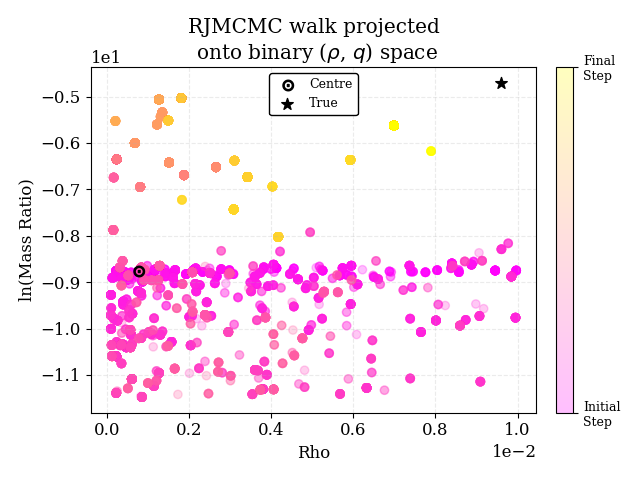 RJMCMC walk projected
onto binary (ρ, q) space
1e1
Centre
True
Final
Step
−0.5
−0.6
−0.7
−0.8
−0.9
−1.0
−1.1
ln(Mass Ratio)
Initial
Step
0.0
0.2
0.4
0.6
0.8
1.0
1e−2
Rho